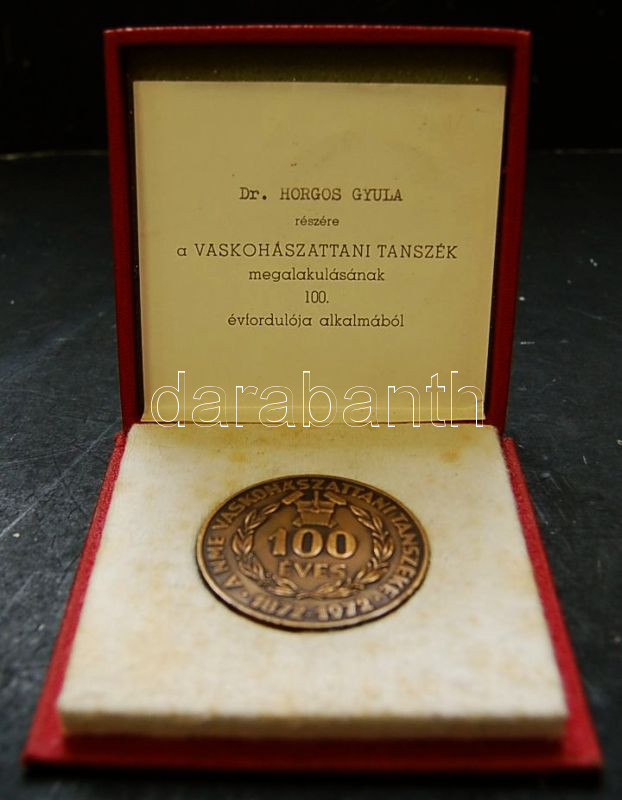 Dr. HORGOS GYULA
részére
a VASKOHÁSZATTANI TANSZÉK
megalakulásának
100.
évfordulója alkalmából
darabanth
A NME VASKOHÁSZATTANI TANSZÉKE
100
ÉVES
1872-1972